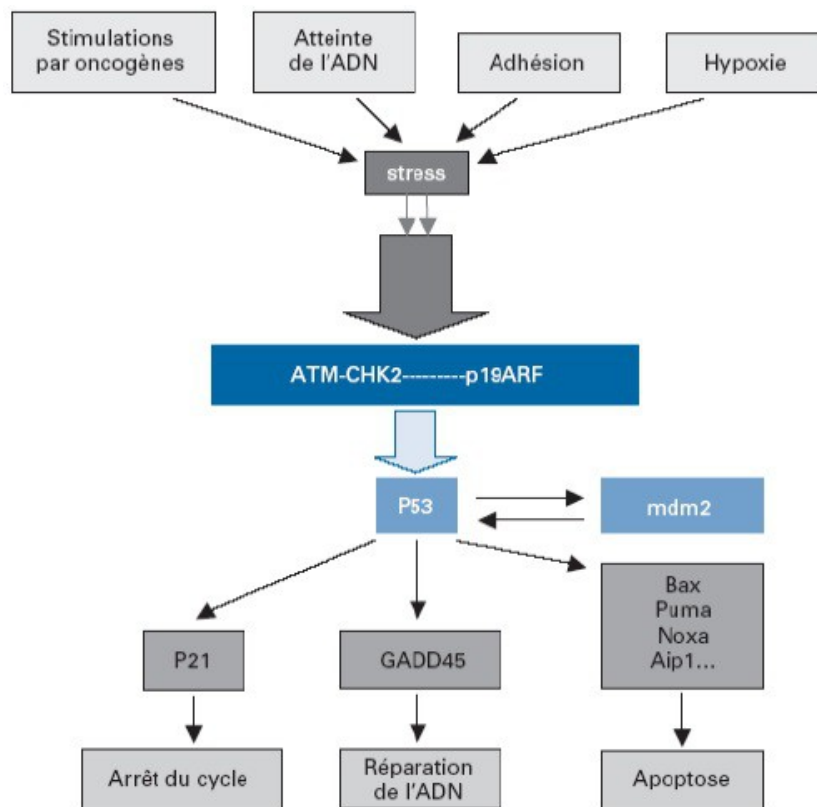 Stimulations
par oncogènes
Atteinte
de l'ADN
Adhésion
Hypoxie
stress
ATM-CHK2---------p19ARF
P53
mdm2
P21
GADD45
Bax
Puma
Noxa
Aip1...
Arrêt du cycle
Réparation
de l'ADN
Apoptose